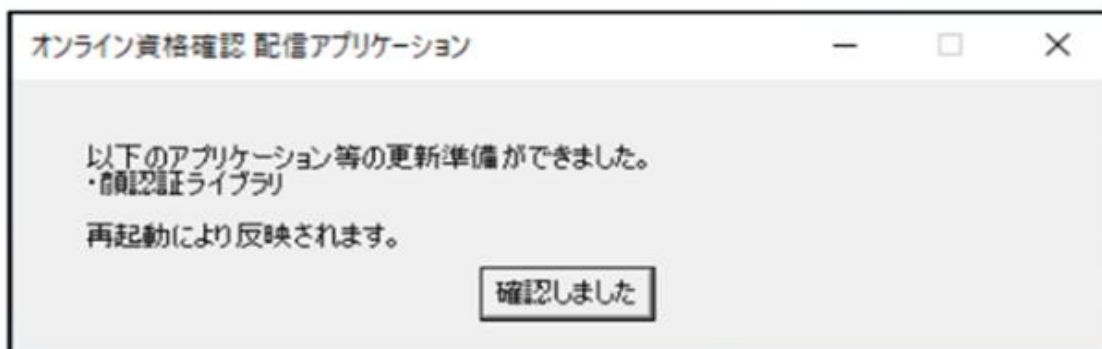 オンライン資格確認 配信アプリケーション
以下のアプリケーション等の更新準備ができました。
・顔認証ライブラリ
再起動により反映されます。
確認しました